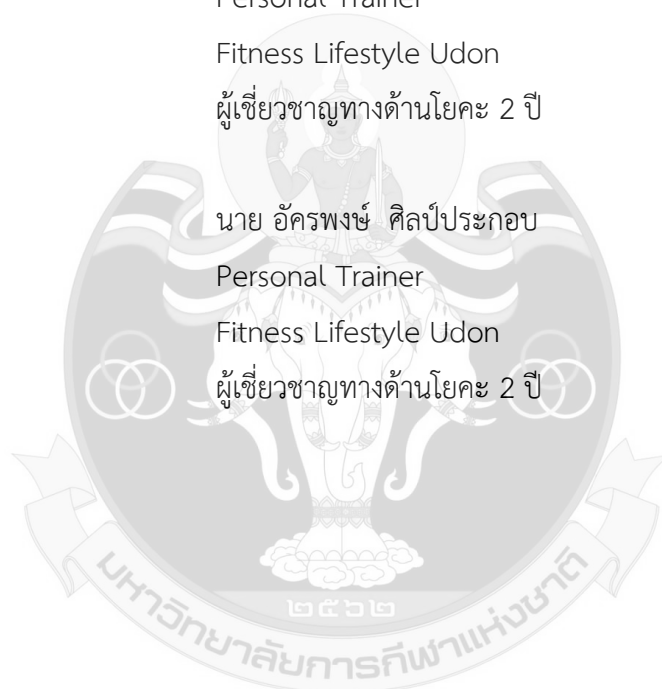 Personal Trainer
Fitness Lifestyle Udon
ผู้เชี่ยวชาญทางด้านโยคะ 2 ปี
นาย อัครพงษ์ ศิลป์ประกอบ
Personal Trainer
Fitness Lifestyle Udon
ผู้เชี่ยวชาญทางด้านโยคะ 2 ปี
๒๕๖๒
มหาวิทยาลัยการกีฬาแห่งชาติ